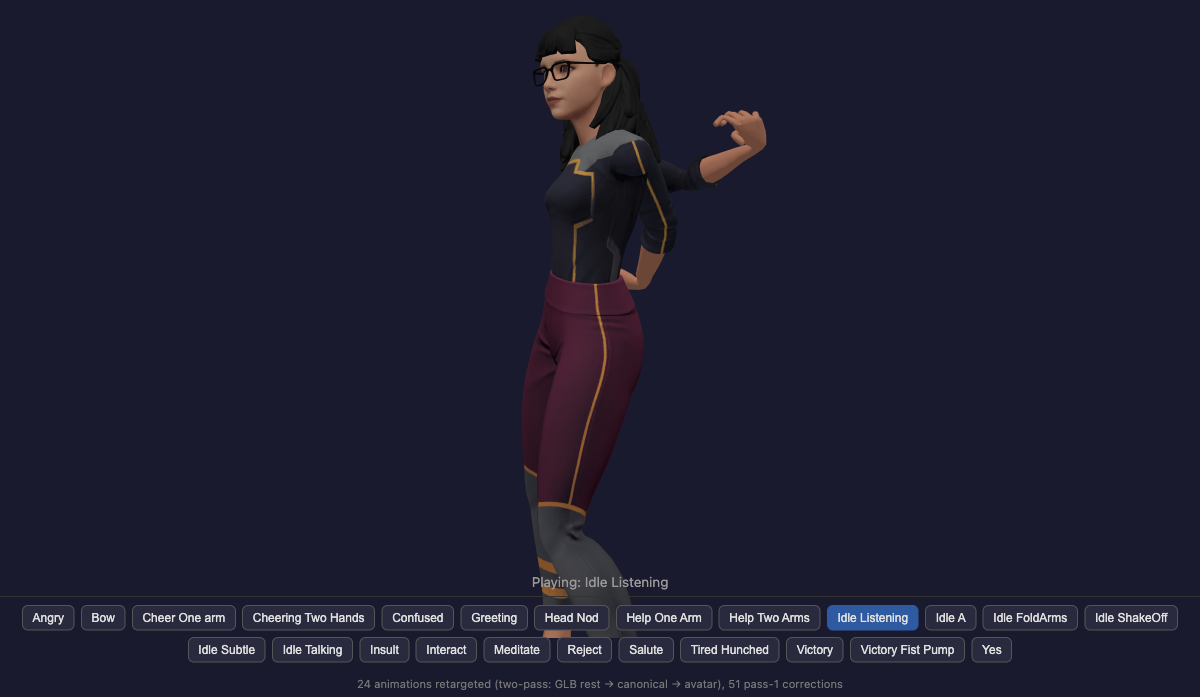 Playing: Idle Listening
Angry Bow Cheer One arm Cheering Two Hands Confused Greeting Head Nod Help One Arm Help Two Arms Idle Listening Idle A Idle FoldArms Idle ShakeOff
Idle Subtle Idle Talking Insult Interact Meditate Reject Salute Tired Hunched Victory Victory Fist Pump Yes
24 animations retargeted (two-pass: GLB rest → canonical → avatar), 51 pass-1 corrections